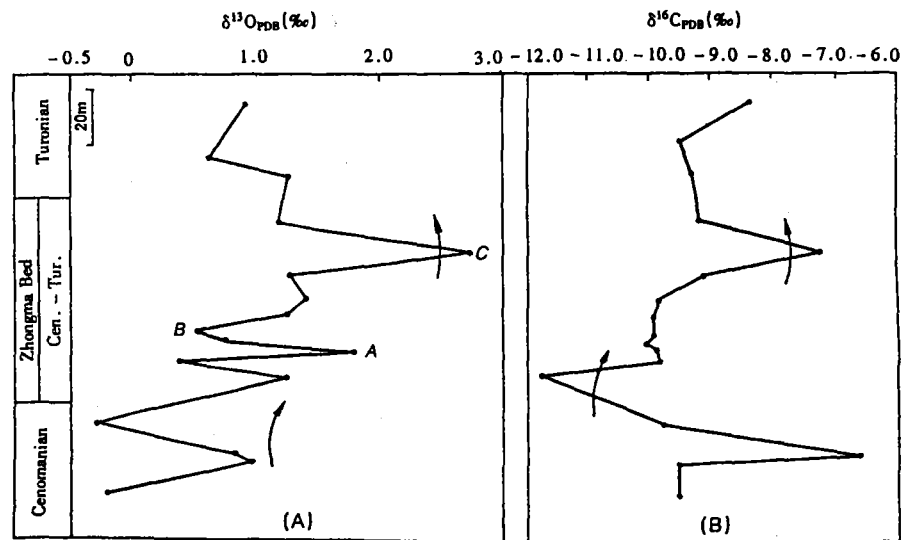 δ¹³O_PDB(‰)
-0.5 0 1.0 2.0 3.0
δ¹⁶C_PDB(‰)
-12.0 -11.0 -10.0 -9.0 -8.0 -7.0 -6.0
Turonian
20m
Zhongma Bed
Cen. - Tur.
Cenomanian
C
B
A
(A)
(B)